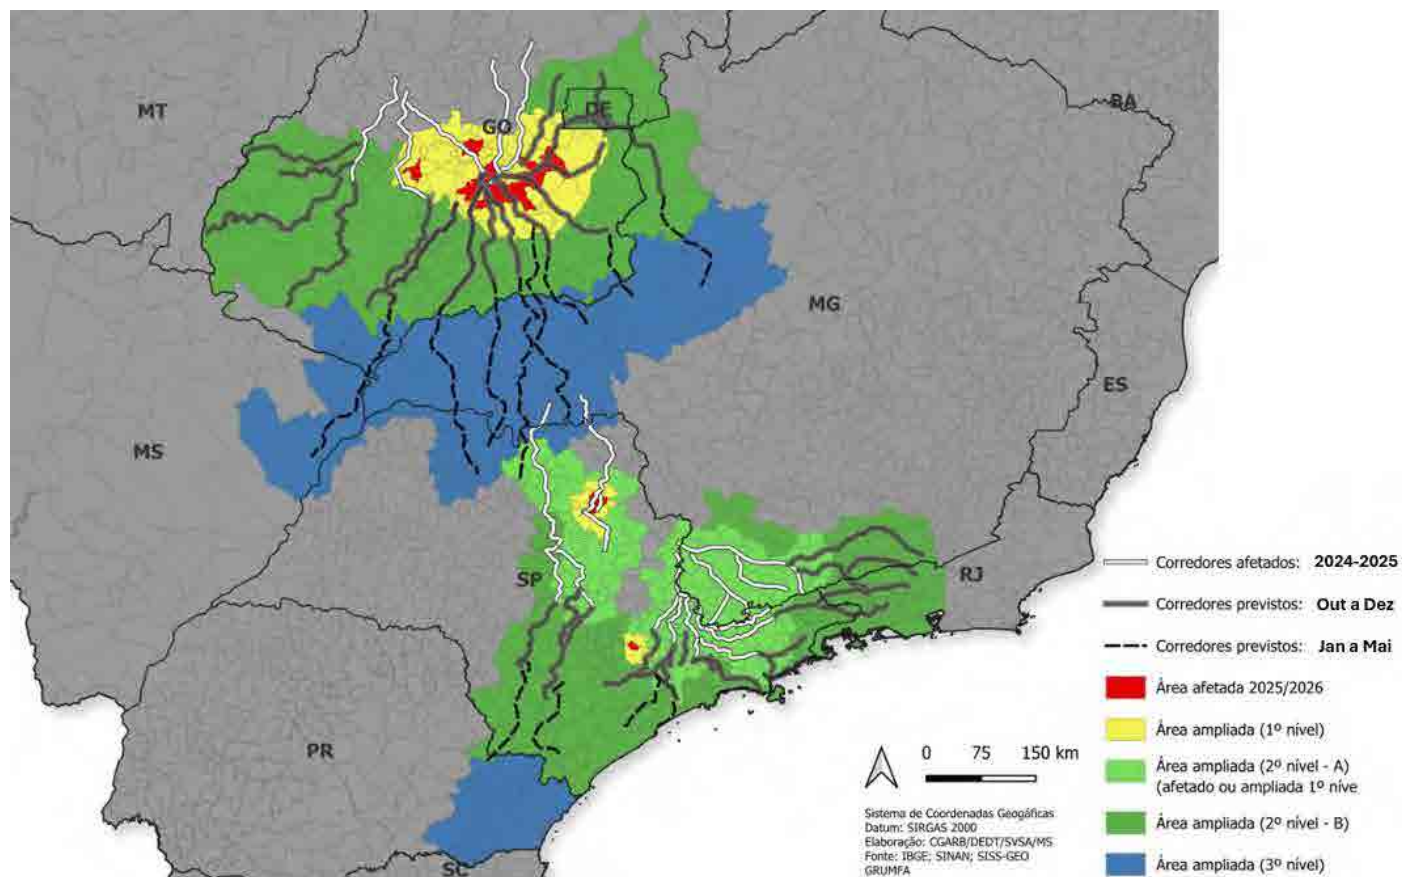 MT
GO
DF
BA
MG
ES
MS
SP
RJ
PR
SC
Corredores afetados: 2024-2025
Corredores previstos: Out a Dez
Corredores previstos: Jan a Mai
Área afetada 2025/2026
Área ampliada (1º nível)
Área ampliada (2º nível - A)
(afetado ou ampliada 1º níve
Área ampliada (2º nível - B)
Área ampliada (3º nível)
0 75 150 km
Sistema de Coordenadas Geogáficas
Datum: SIRGAS 2000
Elaboração: CGARB/DEDT/SVSA/MS
Fonte: IBGE; SINAN; SISS-GEO
GRUMFA